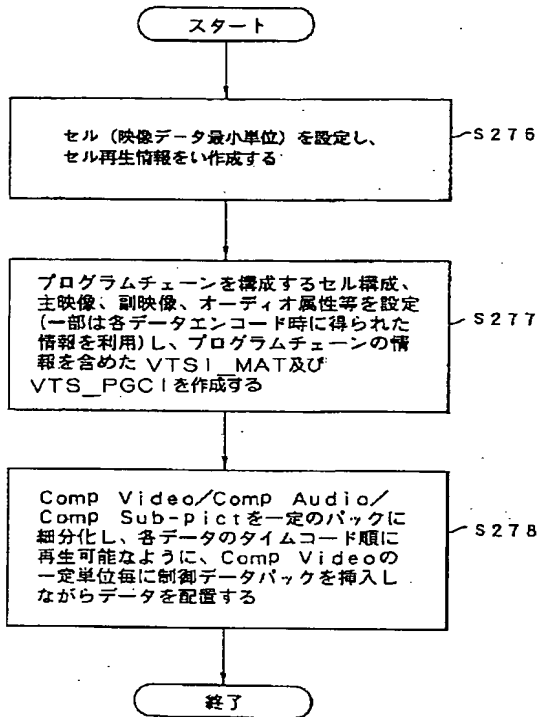 スタート
セル（映像データ最小単位）を設定し、
セル再生情報をい作成する
S276
プログラムチェーンを構成するセル構成、
主映像、副映像、オーディオ属性等を設定
(一部は各データエンコード時に得られた
情報を利用)し、プログラムチェーンの情
報を含めた VTSI_MAT及び
VTS_PGCIを作成する
S277
Comp Video/Comp Audio/
Comp Sub-pictを一定のパックに
細分化し、各データのタイムコード順に
再生可能なように、Comp Videoの
一定単位毎に制御データパックを挿入し
ながらデータを配置する
S278
終了